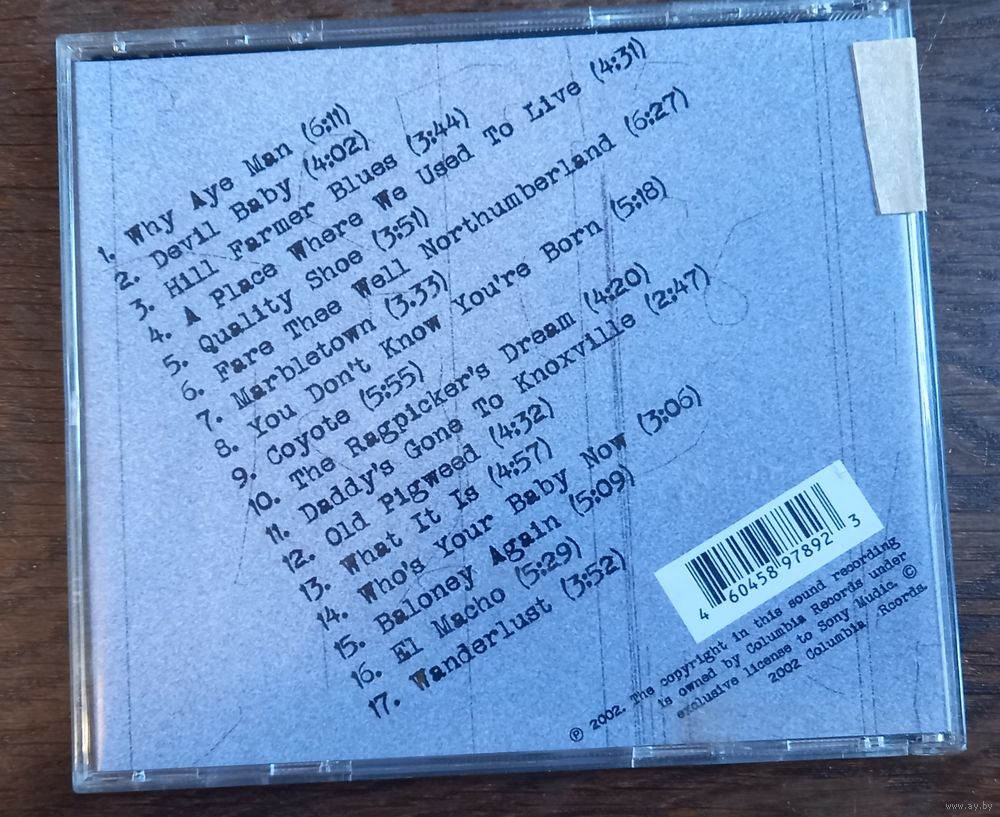 1. Why Aye Man (6:11)
2. Devil Baby (4:02)
3. Hill Farmer Blues (3:44)
4. A Place Where We Used To Live (4:31)
5. Quality Shoe (3:51)
6. Fare Thee Well Northumberland (6:27)
7. Marbletown (3.33)
8. You Don't Know You're Born (5:18)
9. Coyote (5:55)
10. The Ragpicker's Dream (4:20)
11. Daddy's Gone To Knoxville (2:47)
12. Old Pigweed (4:32)
13. What It Is (4:57)
14. Who's Your Baby Now (3:06)
15. Baloney Again (5:09)
16. El Macho (5:29)
17. Wanderlust (3:52)
4 60458 97892 3
℗ 2002. The copyright in this sound recording
is owned by Columbia Records under
exclusive license to Sony Mudic. ©
2002 Columbia Rcords
www.ay.by